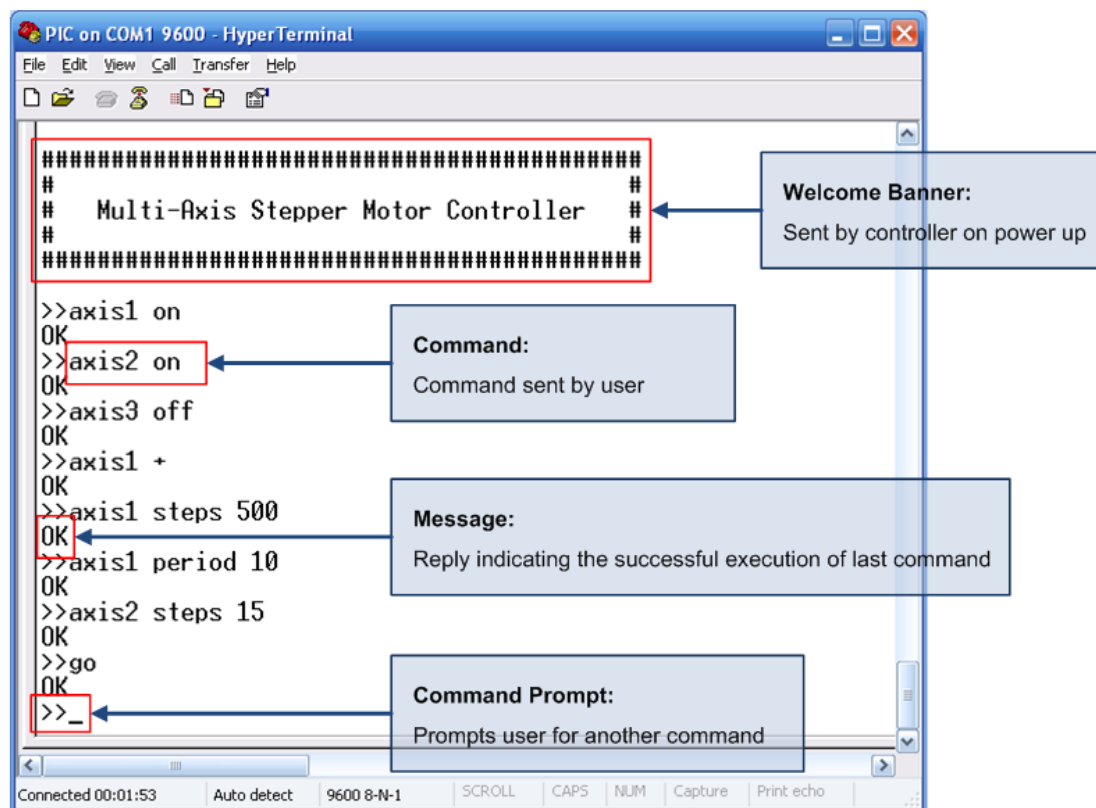 PIC on COM1 9600 - HyperTerminal
File Edit View Call Transfer Help
###########################################
# #
# Multi-Axis Stepper Motor Controller #
# #
###########################################
>>axis1 on
OK
>>axis2 on
OK
>>axis3 off
OK
>>axis1 +
OK
>>axis1 steps 500
OK
>>axis1 period 10
OK
>>axis2 steps 15
OK
>>go
OK
>>_
Welcome Banner:
Sent by controller on power up
Command:
Command sent by user
Message:
Reply indicating the successful execution of last command
Command Prompt:
Prompts user for another command
Connected 00:01:53 Auto detect 9600 8-N-1 SCROLL CAPS NUM Capture Print echo